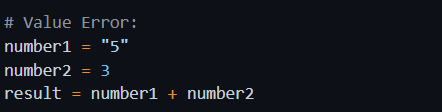 # Value Error:
number1 = "5"
number2 = 3
result = number1 + number2